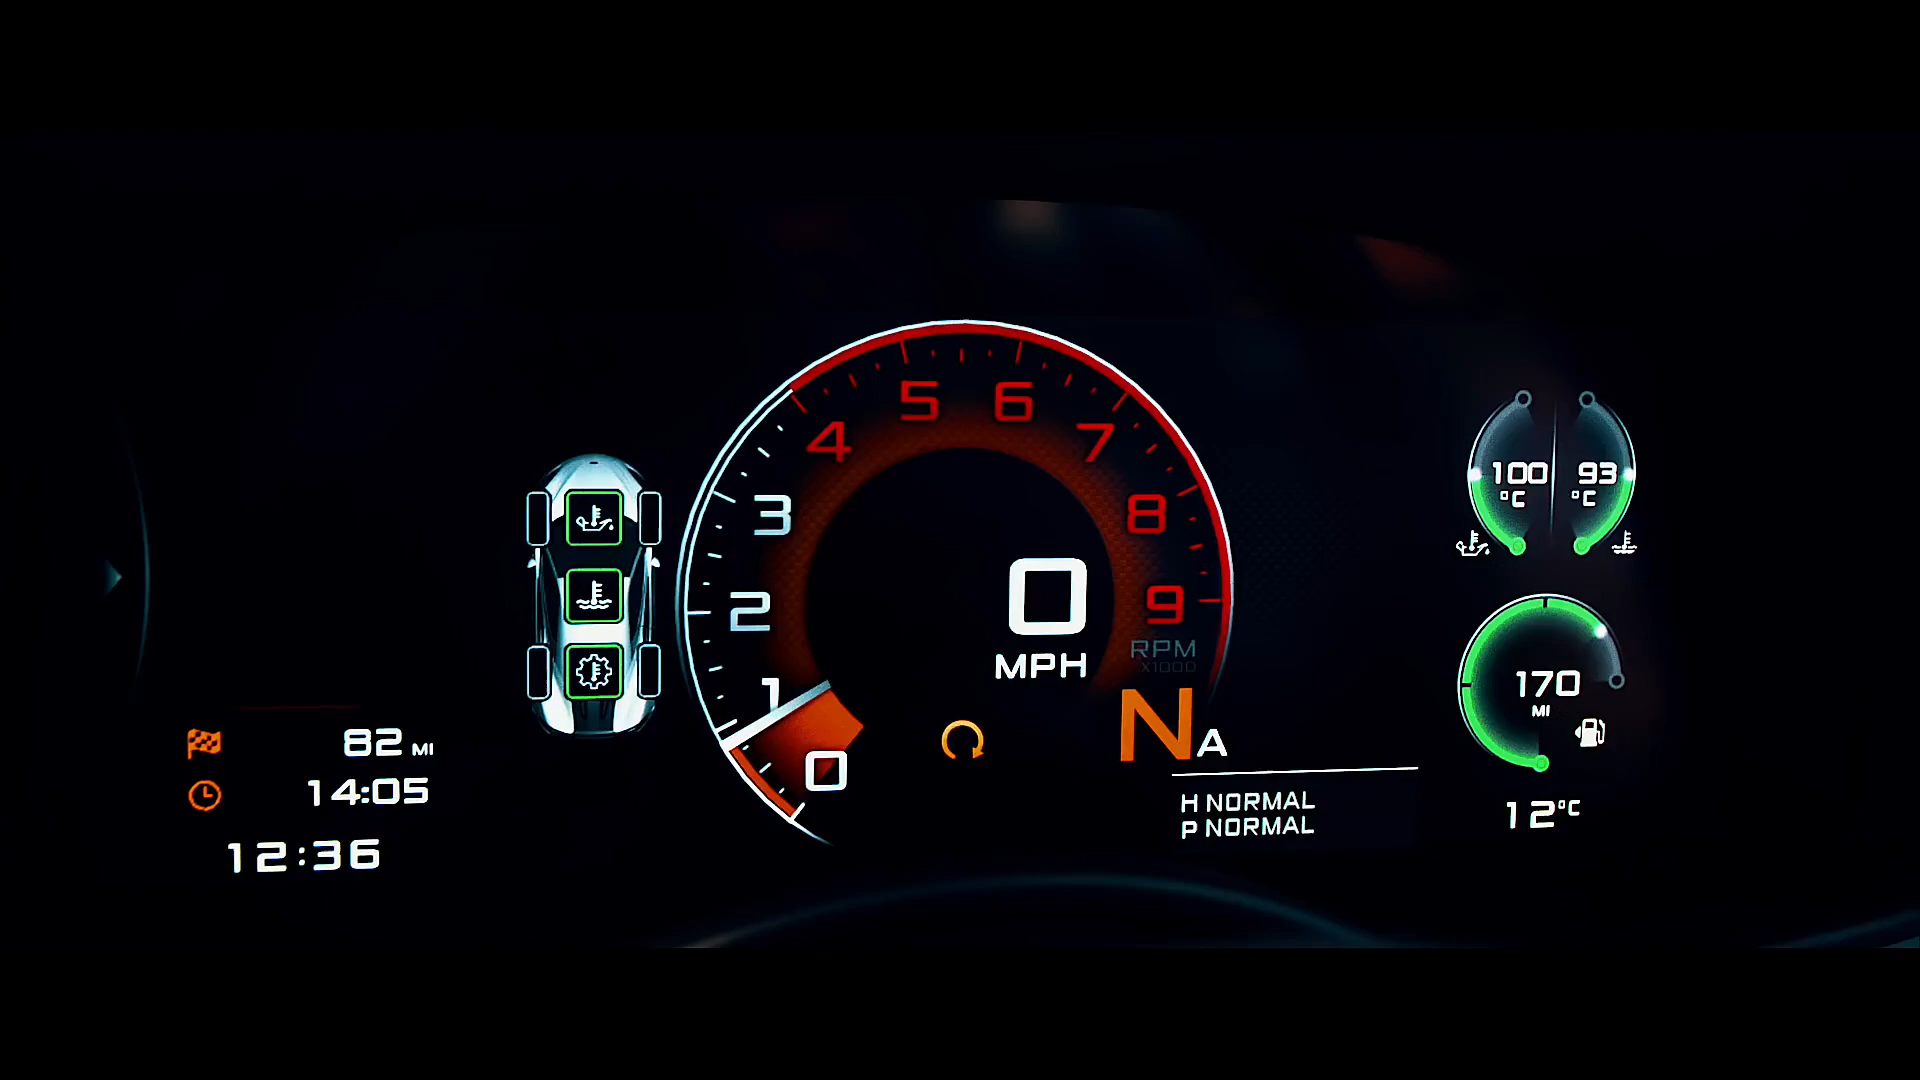 5
6
4
7
3
8
2
9
1
0
0
MPH
RPM
X1000
N A
H NORMAL
P NORMAL
82 MI
14:05
12:36
100 °C
93 °C
170
MI
12°C